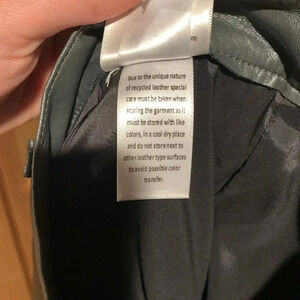 Due to the unique nature
of recycled leather special
care must be taken when
storing the garment as it
must be stored with like
colors, in a cool dry place
and do not store next to
other leather type surfaces
to avoid possible color
transfer.